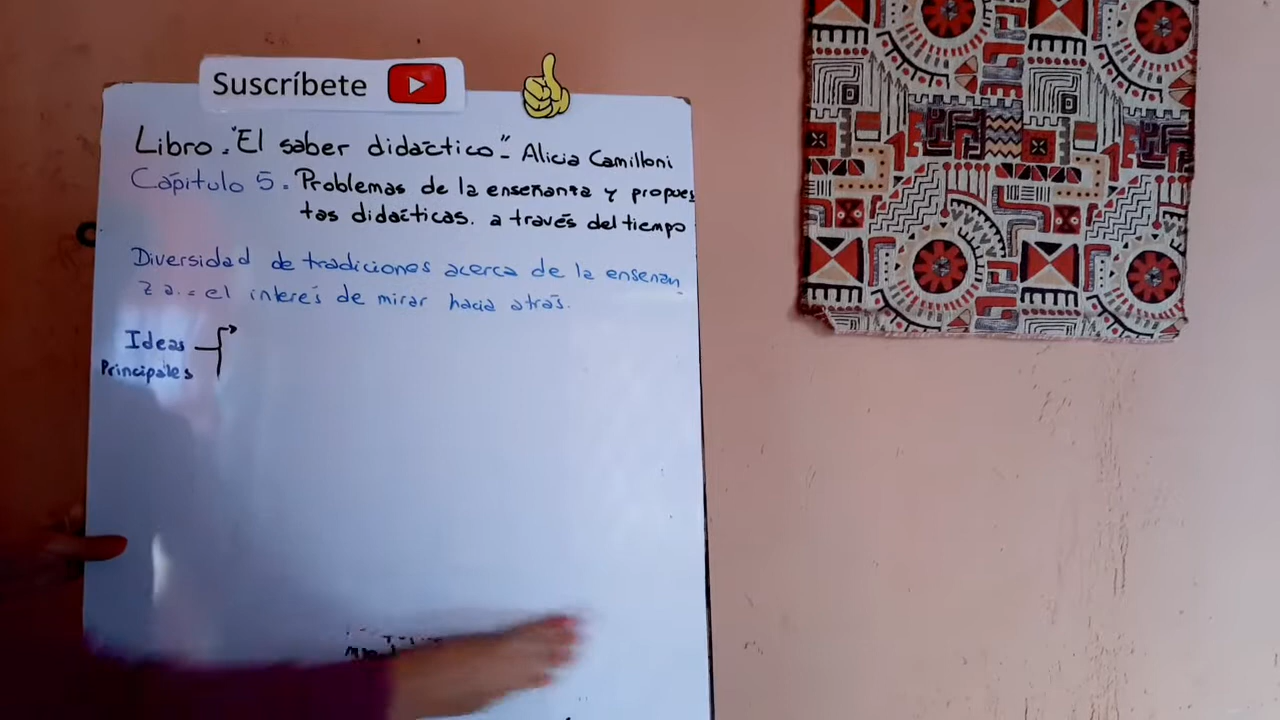 Suscríbete
Libro. "El saber didáctico"- Alicia Camilloni
Cápitulo 5. Problemas de la enseñanza y propues
tas didácticas. a través del tiempo
Diversidad de tradiciones acerca de la enseñan
za.= el interés de mirar hacia atrás.
Ideas
Principales